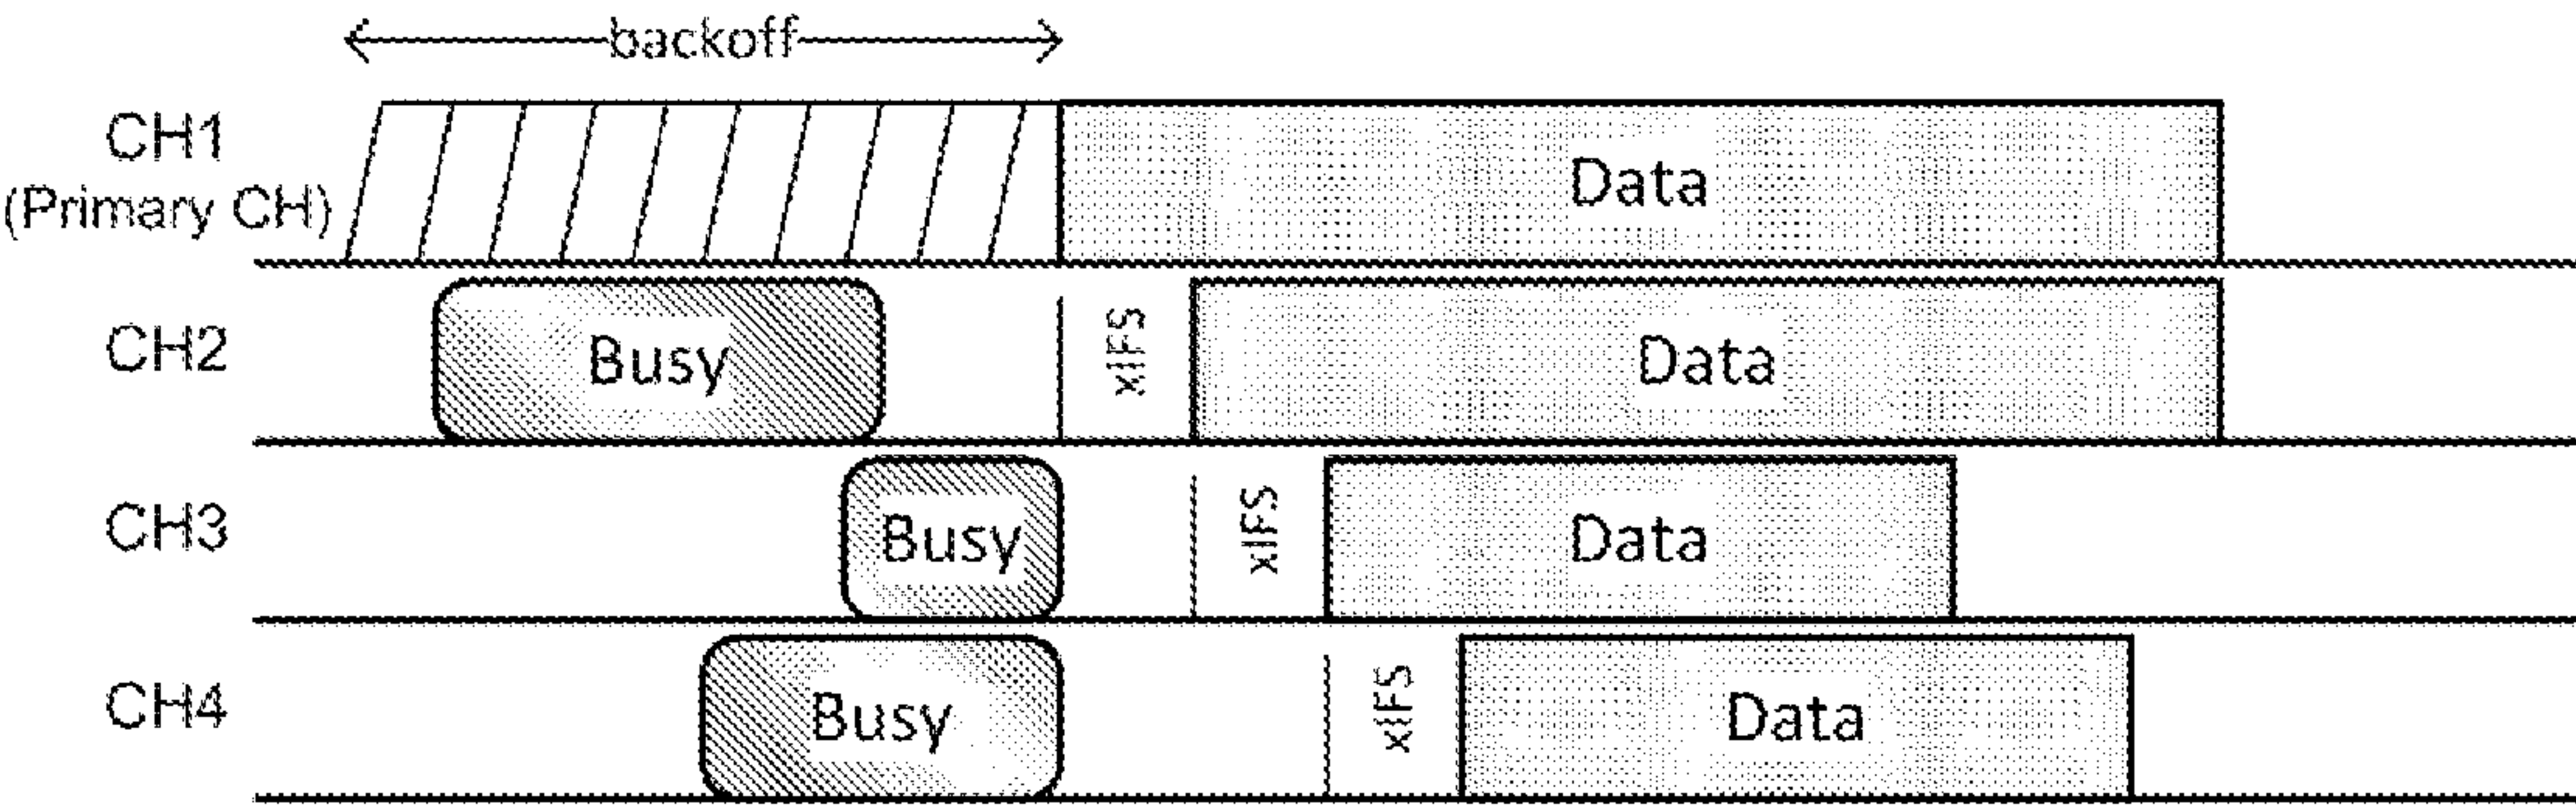 backoff
CH1
(Primary CH)
Data
CH2
Busy
xIFS
Data
CH3
Busy
xIFS
Data
CH4
Busy
xIFS
Data